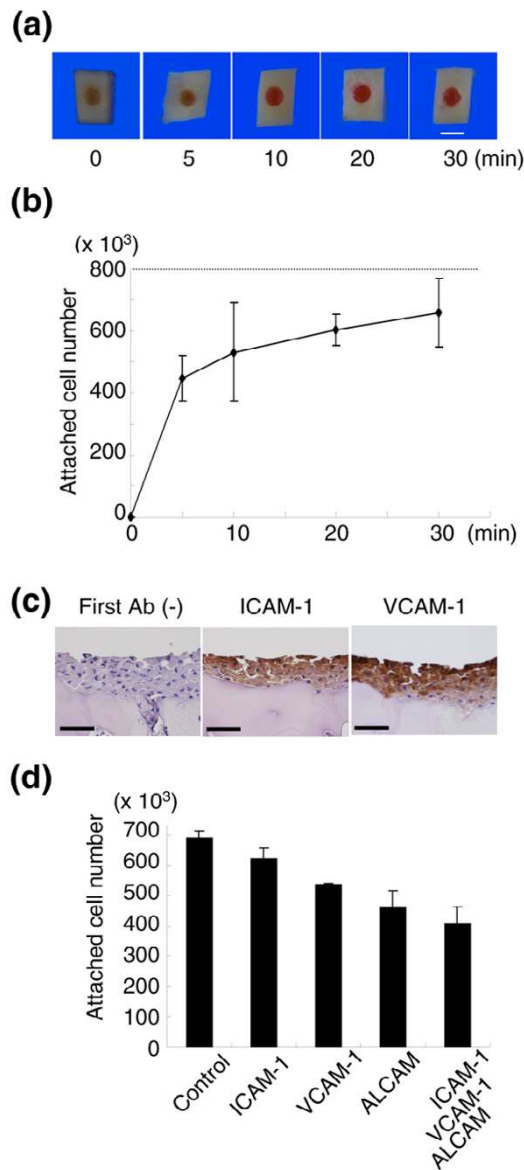 (a)
0 5 10 20 30 (min)
(b)
(x 10³)
Attached cell number
800
600
400
200
0
0 10 20 30 (min)
(c)
First Ab (-) ICAM-1 VCAM-1
(d)
(x 10³)
Attached cell number
700
600
500
400
300
200
100
0
Control
ICAM-1
VCAM-1
ALCAM
ICAM-1
VCAM-1
ALCAM